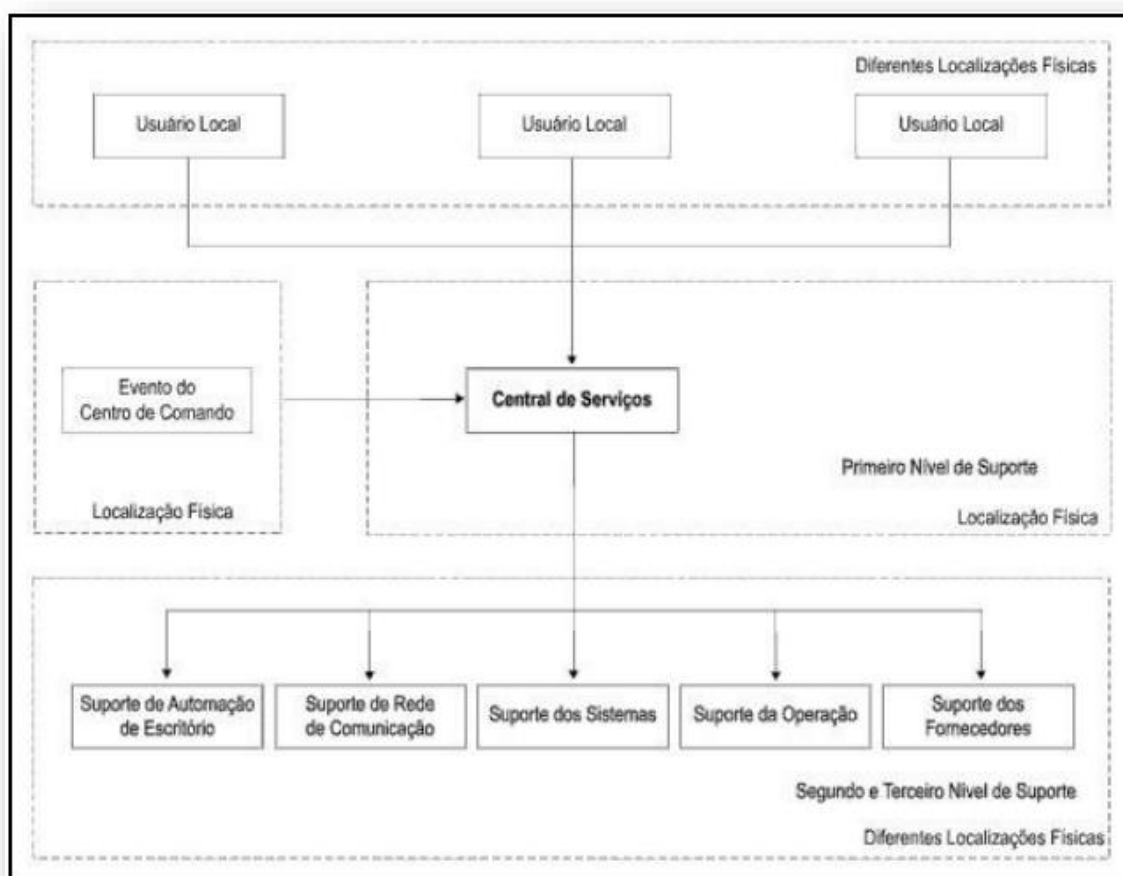 Diferentes Localizações Físicas
Usuário Local
Usuário Local
Usuário Local
Evento do
Centro de Comando
Localização Física
Central de Serviços
Primeiro Nível de Suporte
Localização Física
Suporte de Automação
de Escritório
Suporte de Rede
de Comunicação
Suporte dos Sistemas
Suporte da Operação
Suporte dos
Fornecedores
Segundo e Terceiro Nível de Suporte
Diferentes Localizações Físicas